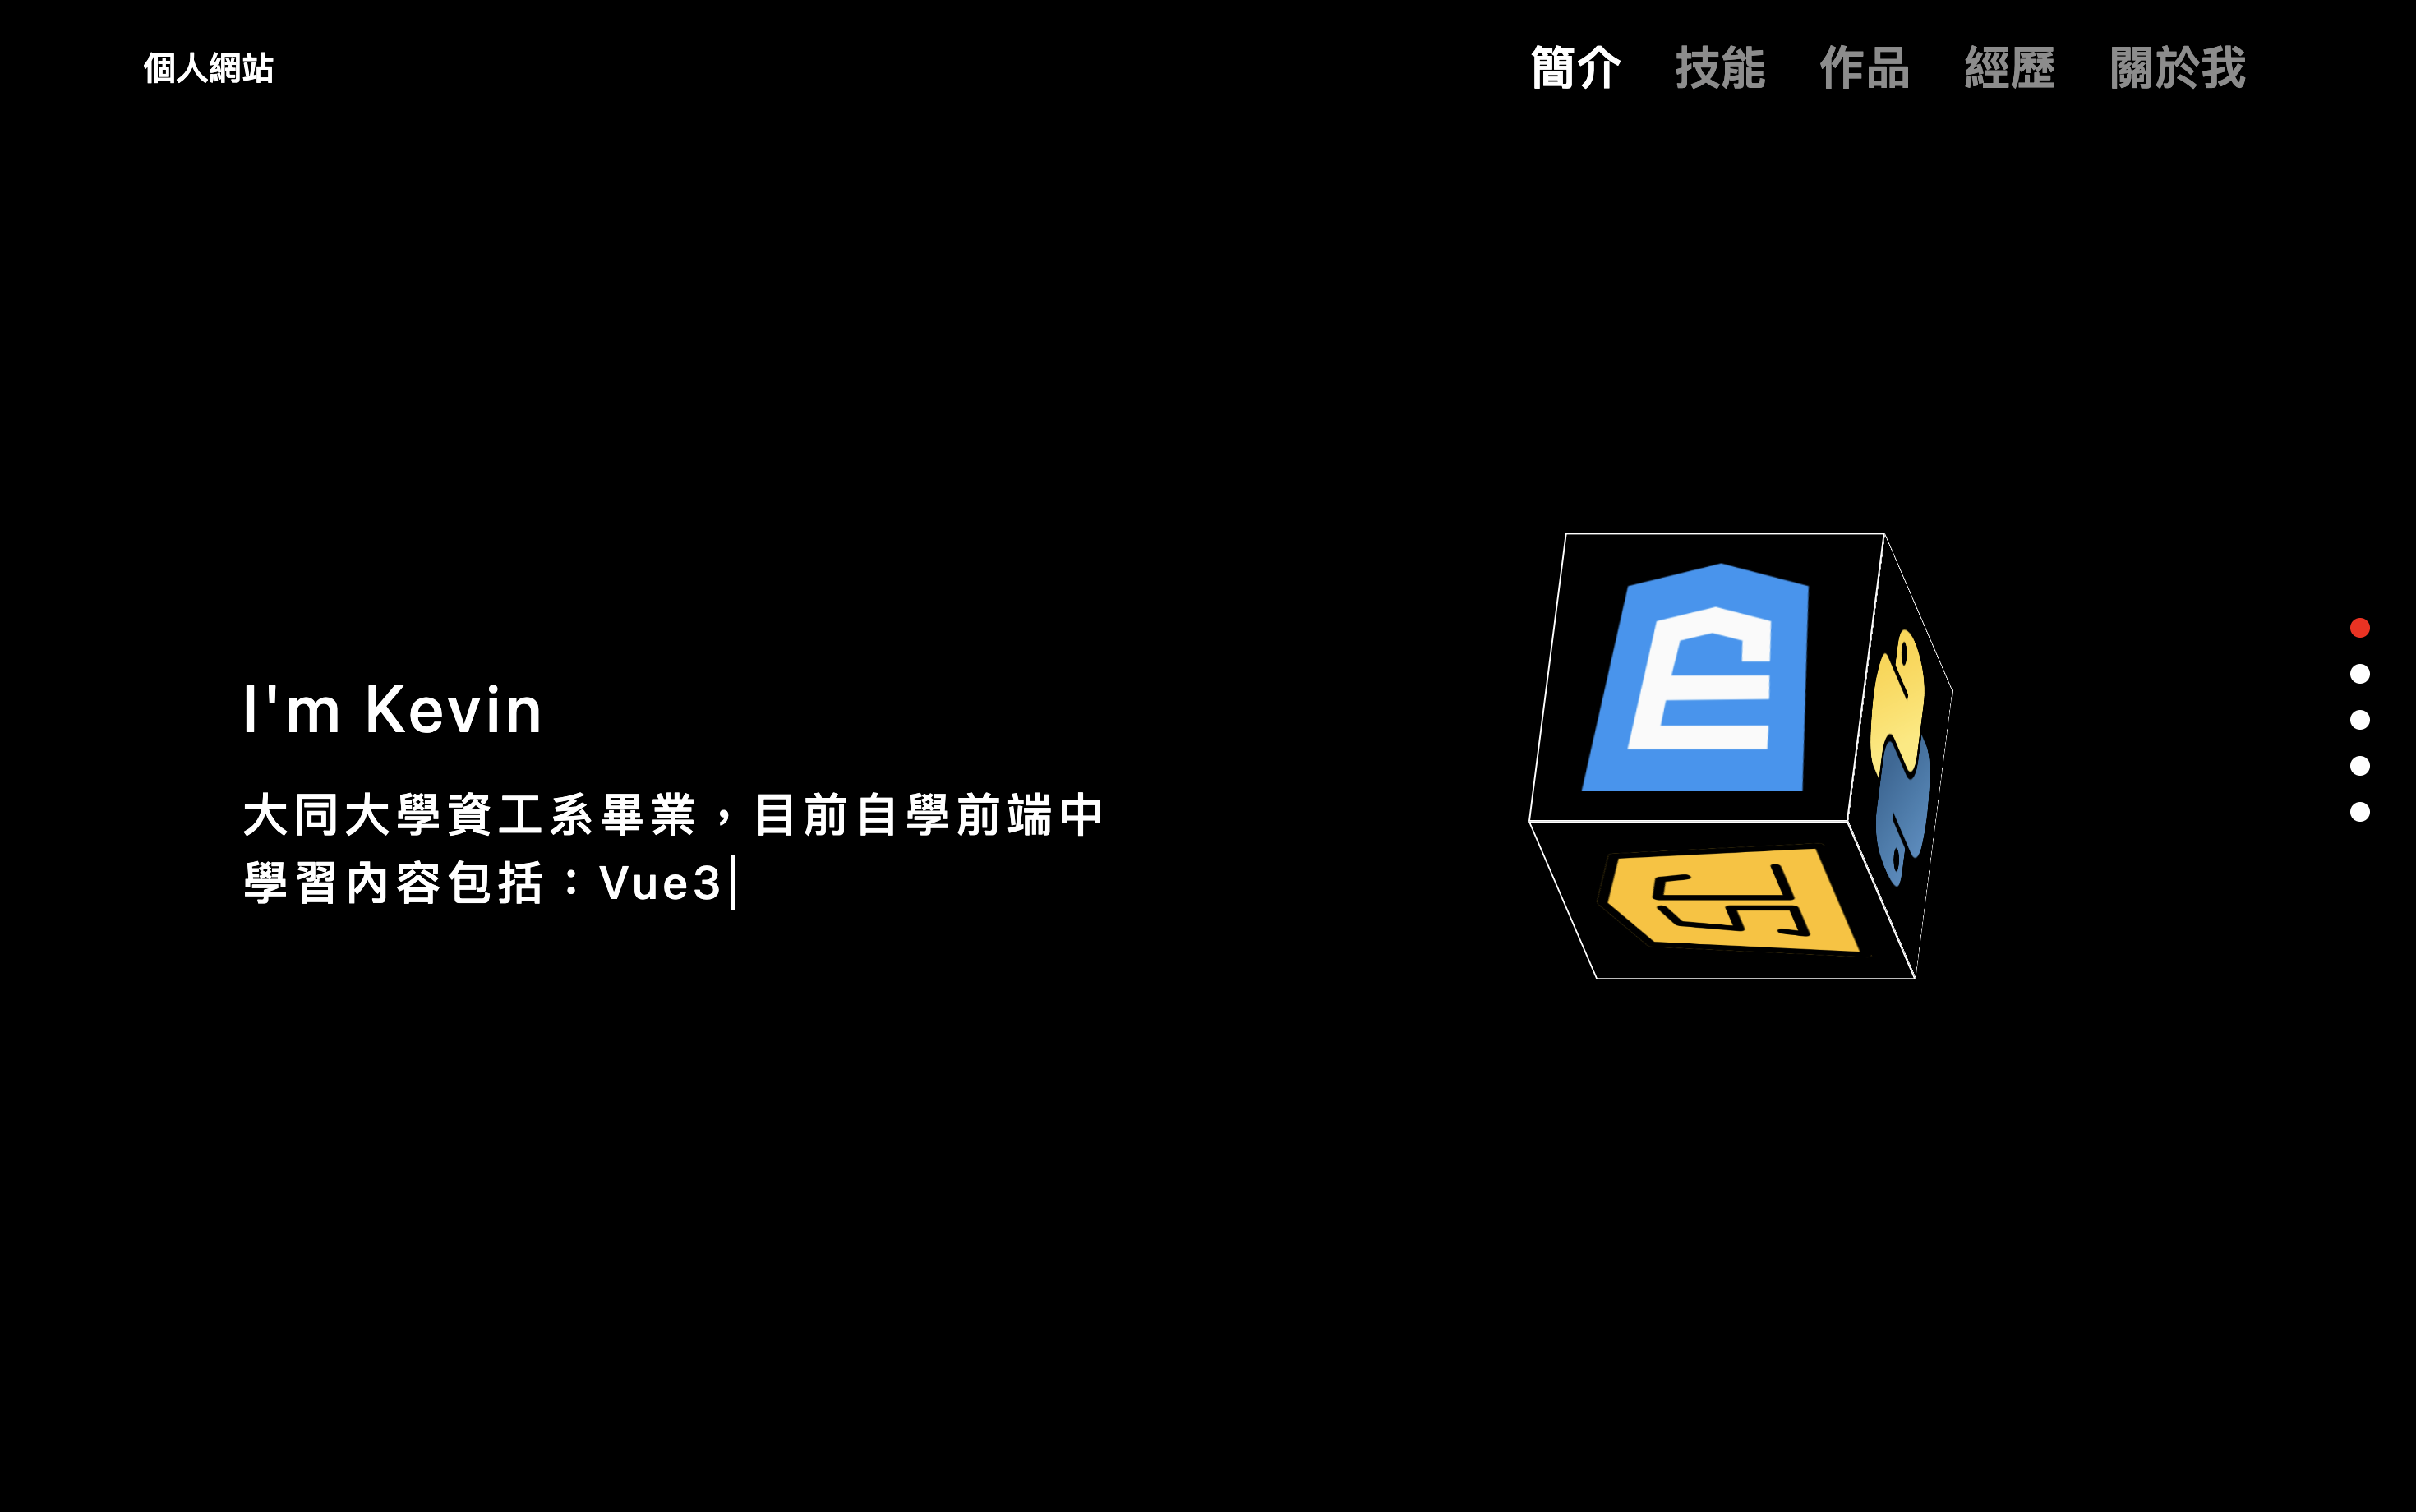 個人網站
簡介 技能 作品 經歷 關於我
I'm Kevin
大同大學資工系畢業，目前自學前端中
學習內容包括：Vue3
JS